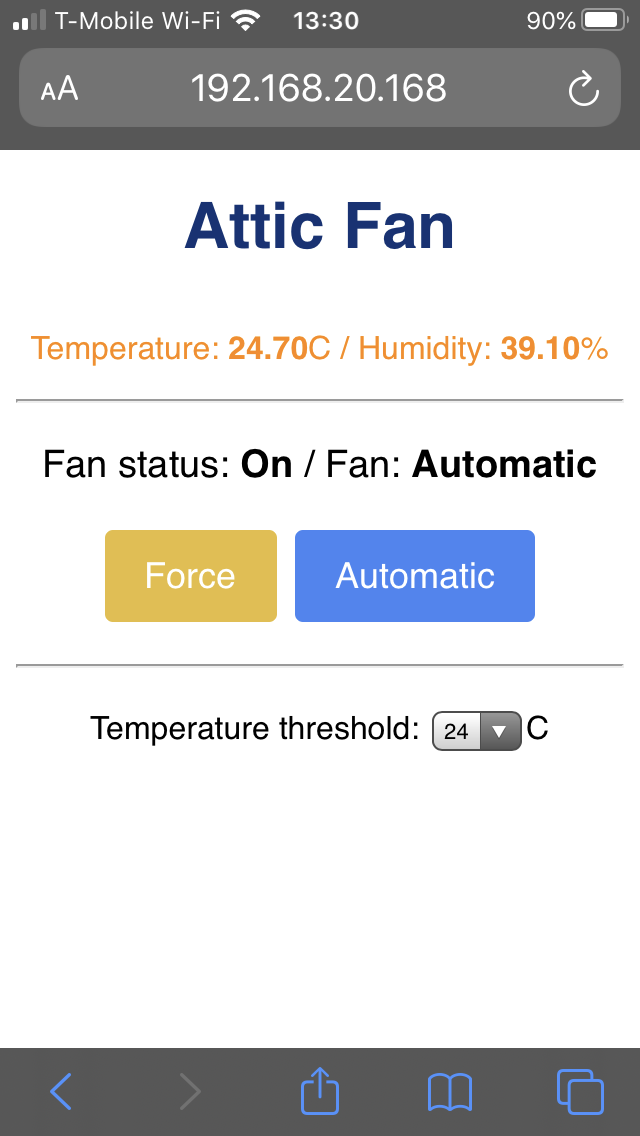 T-Mobile Wi-Fi 13:30 90%
AA 192.168.20.168
Attic Fan
Temperature: 24.70C / Humidity: 39.10%
Fan status: On / Fan: Automatic
Force Automatic
Temperature threshold: 24 C